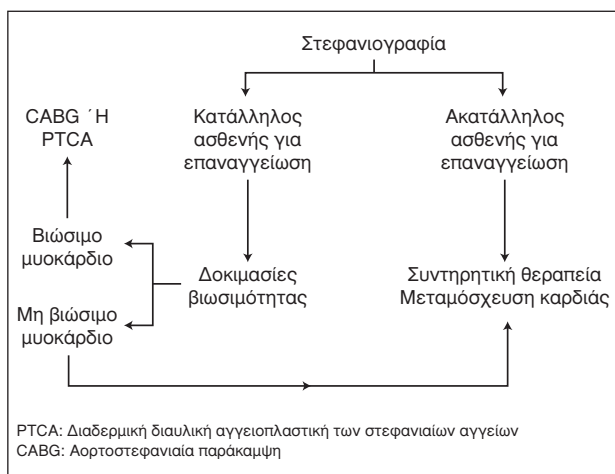 Στεφανιογραφία
CABG ΄Η
PTCA
Κατάλληλος
ασθενής για
επαναγγείωση
Ακατάλληλος
ασθενής για
επαναγγείωση
Βιώσιμο
μυοκάρδιο
Δοκιμασίες
βιωσιμότητας
Συντηρητική θεραπεία
Μεταμόσχευση καρδιάς
Μη βιώσιμο
μυοκάρδιο
PTCA: Διαδερμική διαυλική αγγειοπλαστική των στεφανιαίων αγγείων
CABG: Αορτοστεφανιαία παράκαμψη